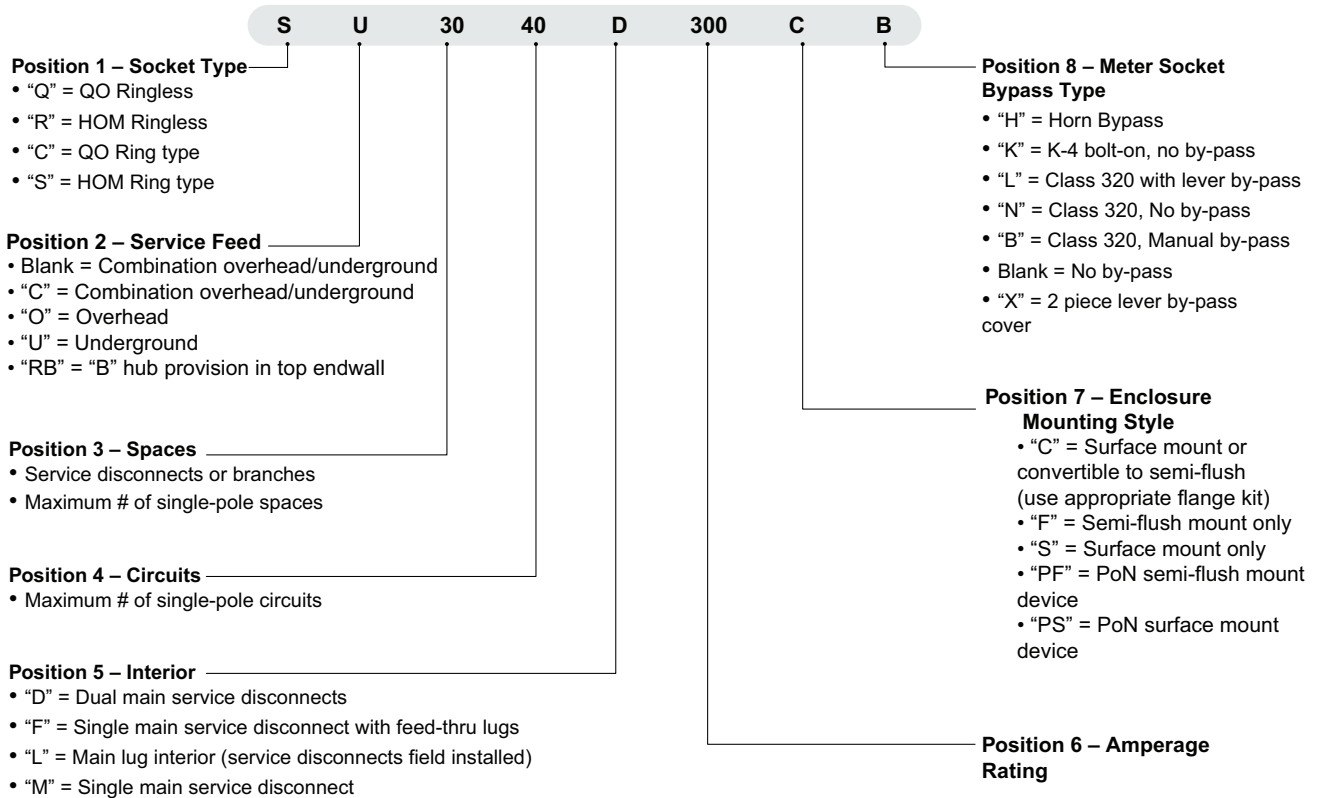 S U 30 40 D 300 C B
Position 1 – Socket Type
• “Q” = QO Ringless
• “R” = HOM Ringless
• “C” = QO Ring type
• “S” = HOM Ring type
Position 2 – Service Feed
• Blank = Combination overhead/underground
• “C” = Combination overhead/underground
• “O” = Overhead
• “U” = Underground
• “RB” = “B” hub provision in top endwall
Position 3 – Spaces
• Service disconnects or branches
• Maximum # of single-pole spaces
Position 4 – Circuits
• Maximum # of single-pole circuits
Position 5 – Interior
• “D” = Dual main service disconnects
• “F” = Single main service disconnect with feed-thru lugs
• “L” = Main lug interior (service disconnects field installed)
• “M” = Single main service disconnect
Position 8 – Meter Socket
Bypass Type
• “H” = Horn Bypass
• “K” = K-4 bolt-on, no by-pass
• “L” = Class 320 with lever by-pass
• “N” = Class 320, No by-pass
• “B” = Class 320, Manual by-pass
• Blank = No by-pass
• “X” = 2 piece lever by-pass
cover
Position 7 – Enclosure
Mounting Style
• “C” = Surface mount or
convertible to semi-flush
(use appropriate flange kit)
• “F” = Semi-flush mount only
• “S” = Surface mount only
• “PF” = PoN semi-flush mount
device
• “PS” = PoN surface mount
device
Position 6 – Amperage
Rating